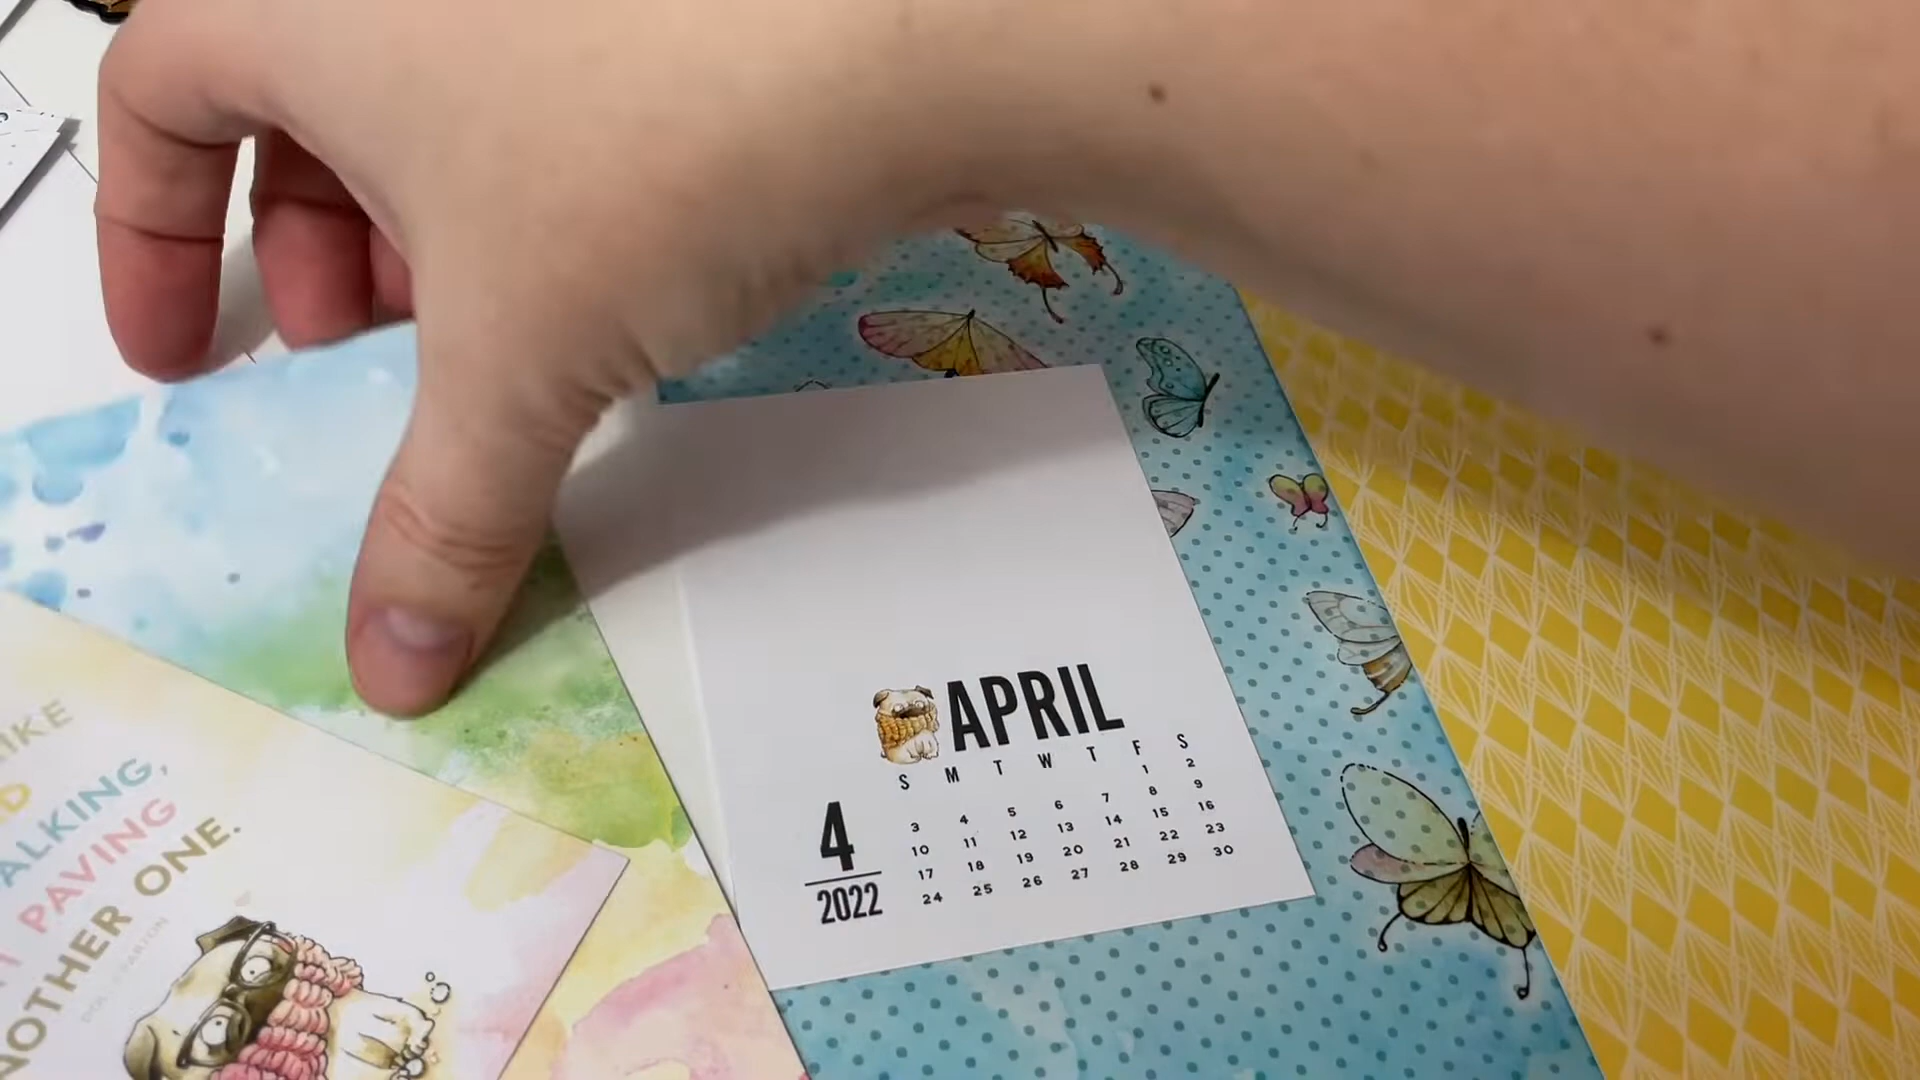 APRIL
S M T W T F S
1 2
3 4 5 6 7 8 9
10 11 12 13 14 15 16
17 18 19 20 21 22 23
24 25 26 27 28 29 30
4
2022
ALKING,
PAVING
NOTHER ONE.